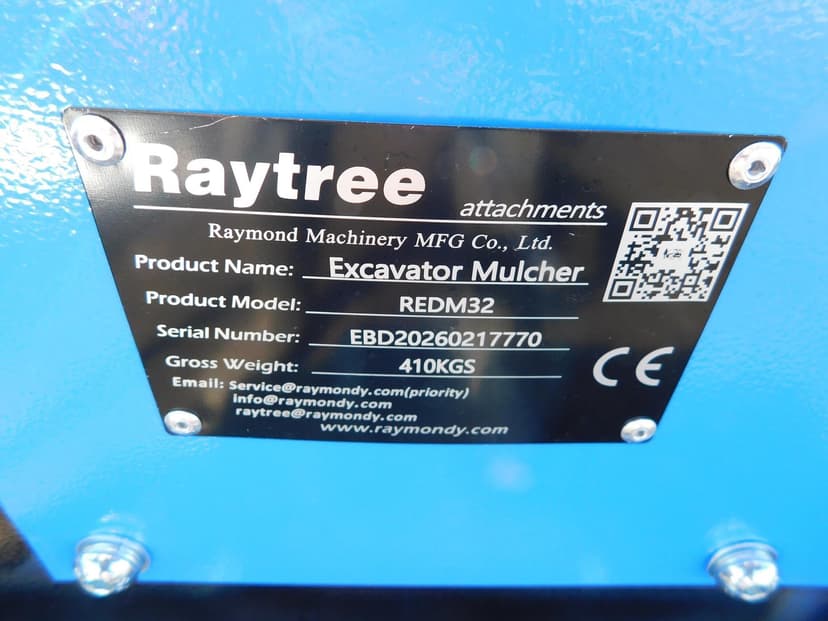 Raytree
attachments
Raymond Machinery MFG Co., Ltd.
Product Name: Excavator Mulcher
Product Model: REDM32
Serial Number: EBD20260217770
Gross Weight: 410KGS
Email: Service@raymondy.com(priority)
info@raymondy.com
raytree@raymondy.com
www.raymondy.com
CE